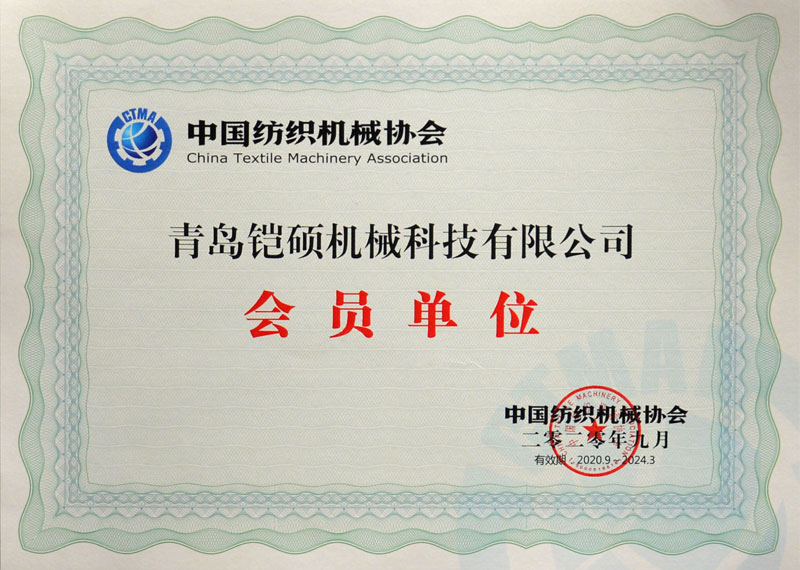 CTMA
中国纺织机械协会
China Textile Machinery Association
青岛铠硕机械科技有限公司
会员单位
中国纺织机械协会
二零二零年九月
有效期：2020.9－2024.3